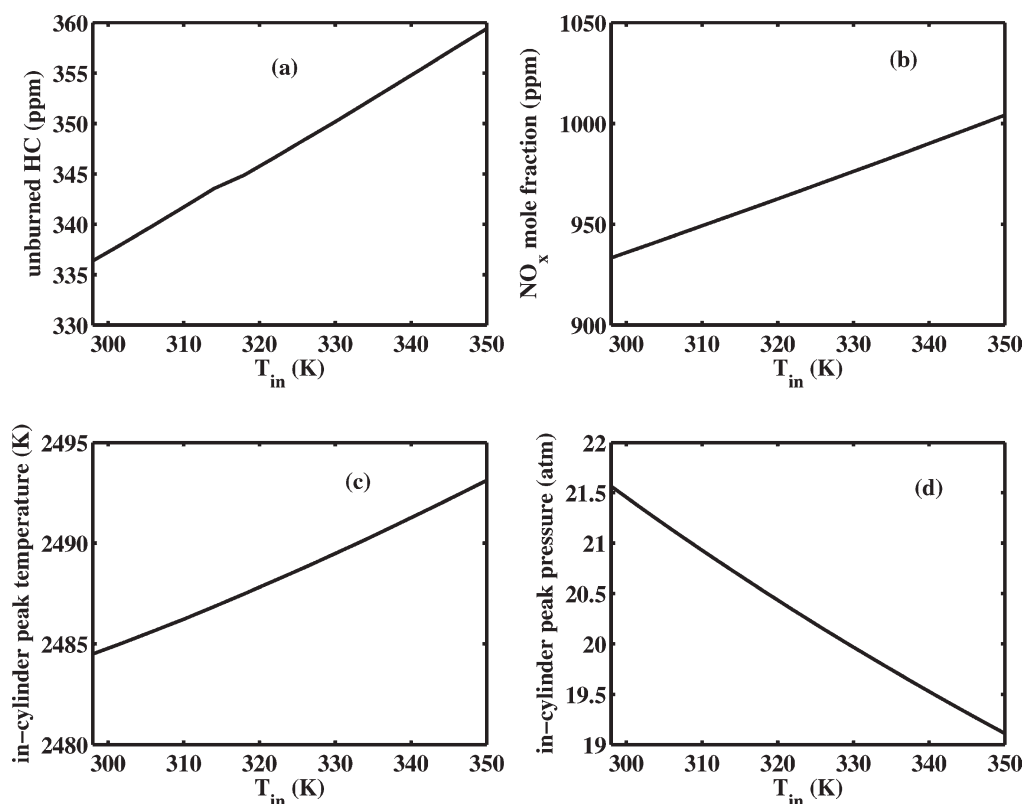 unburned HC (ppm)
360
355
350
345
340
335
330
(a)
300 310 320 330 340 350
T_in (K)
NO_x mole fraction (ppm)
1050
1000
950
900
(b)
300 310 320 330 340 350
T_in (K)
in-cylinder peak temperature (K)
2495
2490
2485
2480
(c)
300 310 320 330 340 350
T_in (K)
in-cylinder peak pressure (atm)
22
21.5
21
20.5
20
19.5
19
(d)
300 310 320 330 340 350
T_in (K)